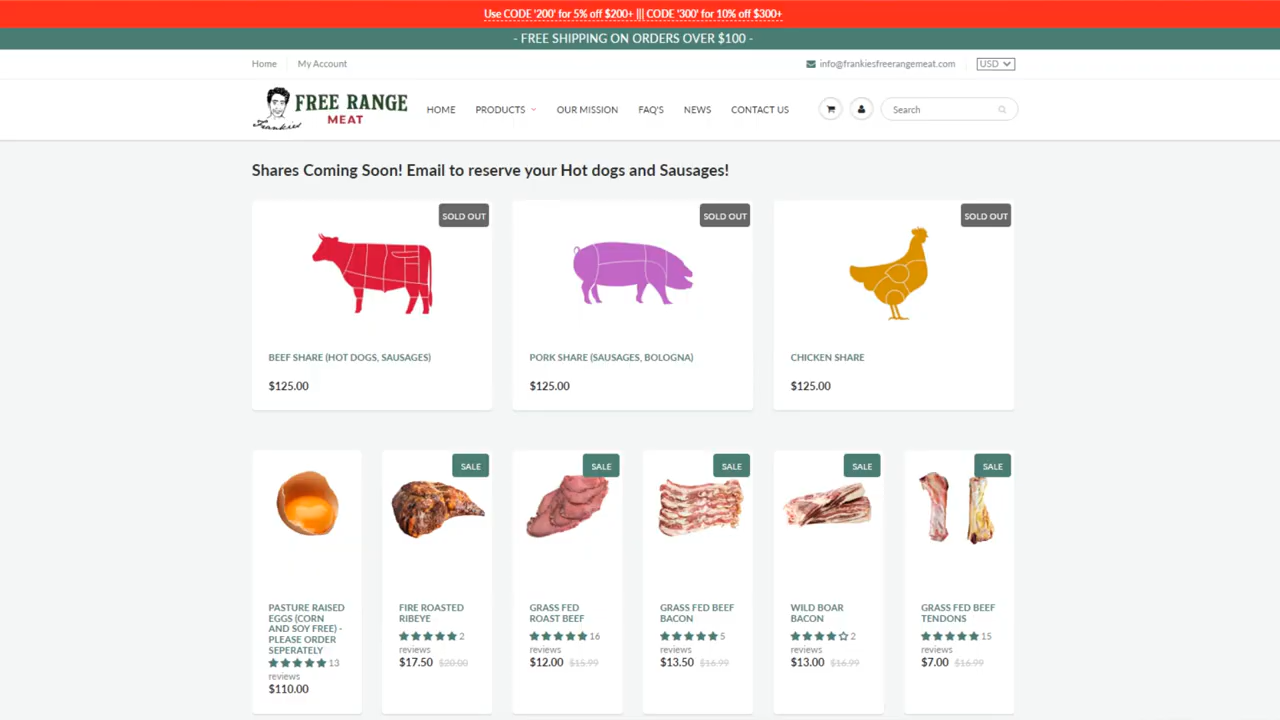 Use CODE '200' for 5% off $200+ ||| CODE '300' for 10% off $300+
- FREE SHIPPING ON ORDERS OVER $100 -
Home
My Account
info@frankiesfreerangemeat.com
USD
Frankies
FREE RANGE
MEAT
HOME
PRODUCTS
OUR MISSION
FAQ'S
NEWS
CONTACT US
Search
Shares Coming Soon! Email to reserve your Hot dogs and Sausages!
SOLD OUT
BEEF SHARE (HOT DOGS, SAUSAGES)
$125.00
SOLD OUT
PORK SHARE (SAUSAGES, BOLOGNA)
$125.00
SOLD OUT
CHICKEN SHARE
$125.00
PASTURE RAISED
EGGS (CORN
AND SOY FREE) -
PLEASE ORDER
SEPERATELY
13
reviews
$110.00
SALE
FIRE ROASTED
RIBEYE
2
reviews
$17.50 $20.00
SALE
GRASS FED
ROAST BEEF
16
reviews
$12.00 $15.99
SALE
GRASS FED BEEF
BACON
5
reviews
$13.50 $16.99
SALE
WILD BOAR
BACON
2
reviews
$13.00 $16.99
SALE
GRASS FED BEEF
TENDONS
15
reviews
$7.00 $16.99